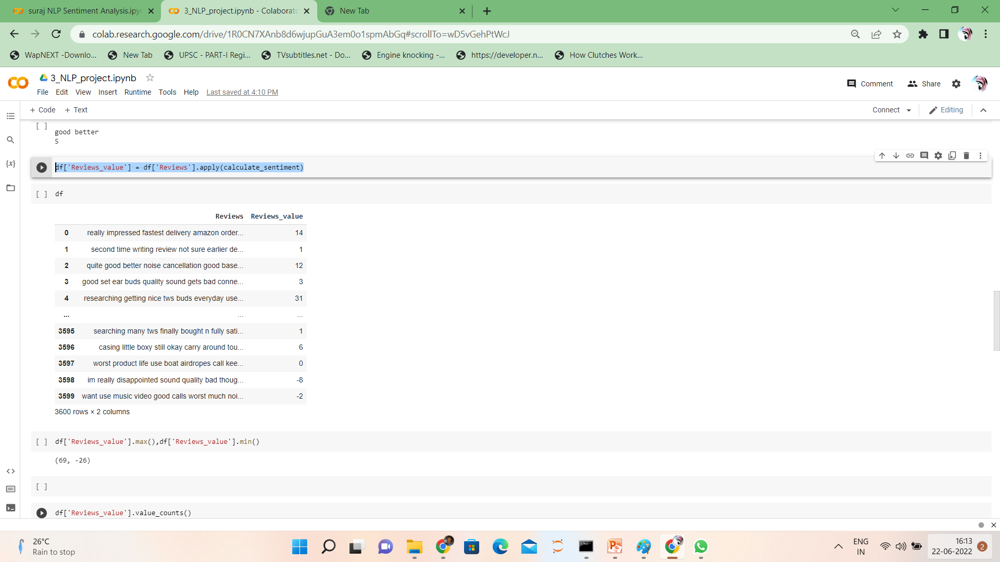 suraj NLP Sentiment Analysis.ipyn
3_NLP_project.ipynb - Colaborato
New Tab
colab.research.google.com/drive/1R0CN7XAnb8d6wjupGuA3em0o1spmAbGq#scrollTo=wD5vGehPtWcJ
WapNEXT -Downlo... New Tab UPSC - PART-I Regi... TVsubtitles.net - Do... Engine knocking -... https://developer.n... How Clutches Work...
3_NLP_project.ipynb
Comment Share
File Edit View Insert Runtime Tools Help Last saved at 4:10 PM
+ Code + Text Connect Editing
[ ]
good better
5
{x}
df['Reviews_value'] = df['Reviews'].apply(calculate_sentiment)
[ ] df
Reviews Reviews_value
0 really impressed fastest delivery amazon order... 14
1 second time writing review not sure earlier de... 1
2 quite good better noise cancellation good base... 12
3 good set ear buds quality sound gets bad conne... 3
4 researching getting nice tws buds everyday use... 31
... ... ...
3595 searching many tws finally bought n fully sati... 1
3596 casing little boxy still okay carry around tou... 6
3597 worst product life use boat airdropes call kee... 0
3598 im really disappointed sound quality bad thoug... -8
3599 want use music video good calls worst much noi... -2
3600 rows × 2 columns
[ ] df['Reviews_value'].max(),df['Reviews_value'].min()
(69, -26)
[ ]
df['Reviews_value'].value_counts()
26°C
Rain to stop
ENG
IN
16:13
22-06-2022
2